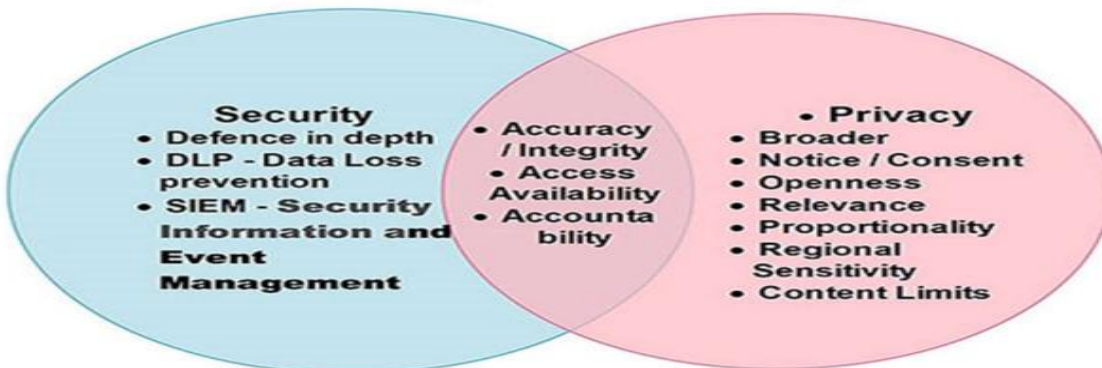 Security
• Defence in depth
• DLP - Data Loss
prevention
• SIEM - Security
Information and
Event
Management
• Accuracy
/ Integrity
• Access
Availability
• Accounta
bility
• Privacy
• Broader
• Notice / Consent
• Openness
• Relevance
• Proportionality
• Regional
Sensitivity
• Content Limits